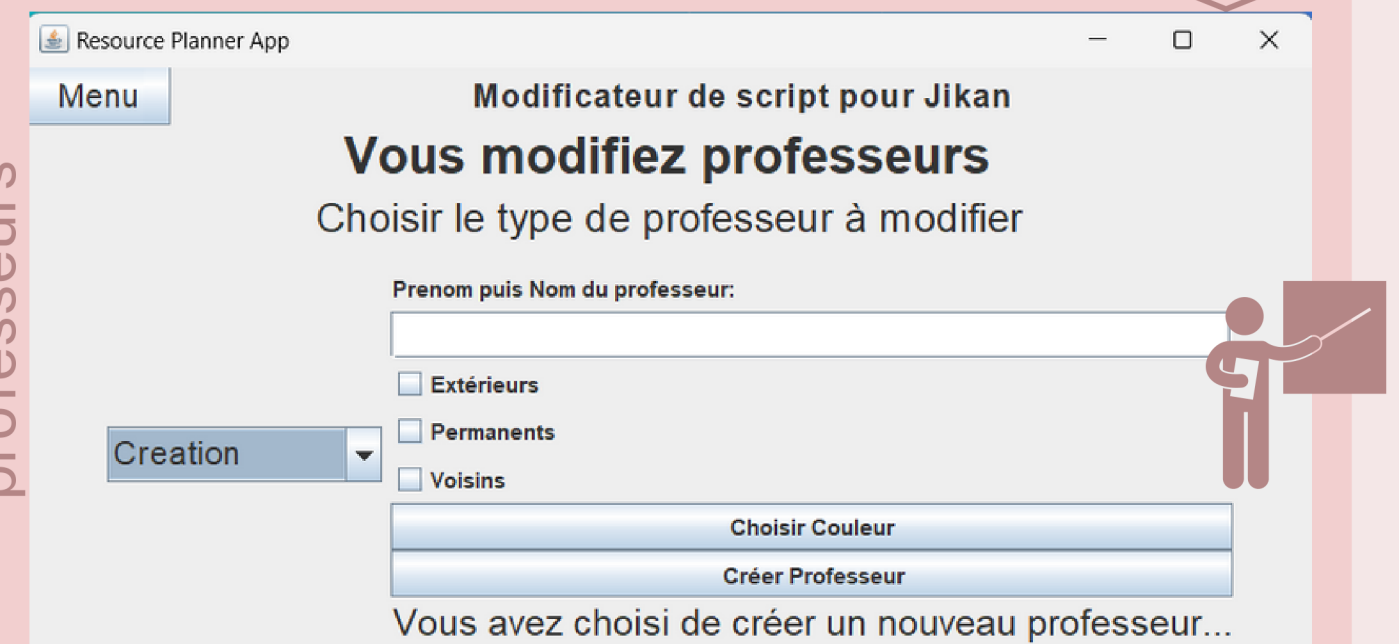 Resource Planner App
Menu
Modificateur de script pour Jikan
Vous modifiez professeurs
Choisir le type de professeur à modifier
professeurs
Prenom puis Nom du professeur:
Extérieurs
Permanents
Creation
Voisins
Choisir Couleur
Créer Professeur
Vous avez choisi de créer un nouveau professeur...